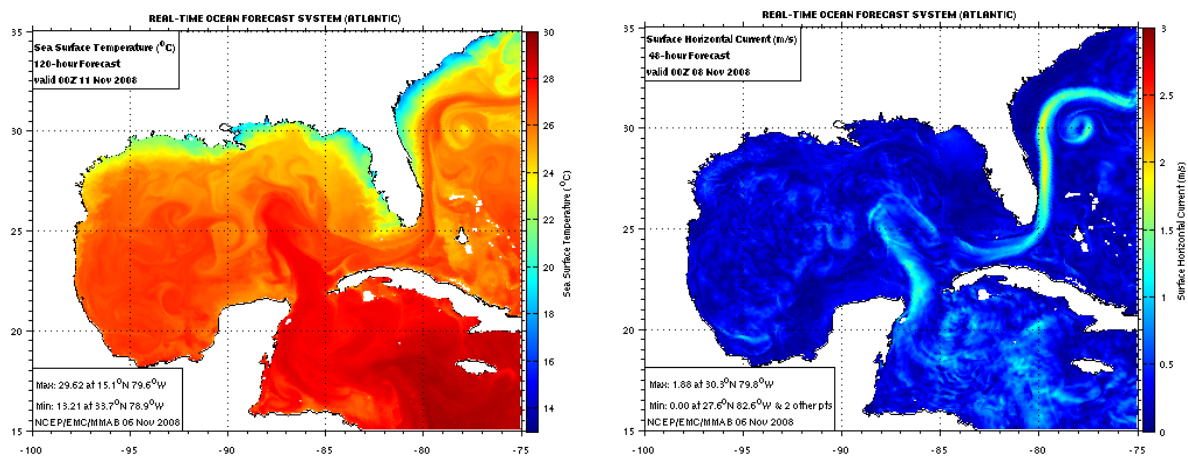 REAL-TIME OCEAN FORECAST SYSTEM (ATLANTIC)
Sea Surface Temperature (°C)
120-hour Forecast
valid 00Z 11 Nov 2008
Max: 29.62 at 15.1°N 79.6°W
Min: 13.21 at 33.7°N 78.9°W
NCEP/EMC/MMAB 06 Nov 2008
35
30
25
20
15
-100
-95
-90
-85
-80
-75
30
28
26
24
22
20
18
16
14
Sea Surface Temperature (°C)
REAL-TIME OCEAN FORECAST SYSTEM (ATLANTIC)
Surface Horizontal Current (m/s)
48-hour Forecast
valid 00Z 08 Nov 2008
Max: 1.88 at 30.3°N 79.8°W
Min: 0.00 at 27.6°N 82.6°W & 2 other pts
NCEP/EMC/MMAB 06 Nov 2008
35
30
25
20
15
-100
-95
-90
-85
-80
-75
3
2.5
2
1.5
1
0.5
0
Surface Horizontal Current (m/s)